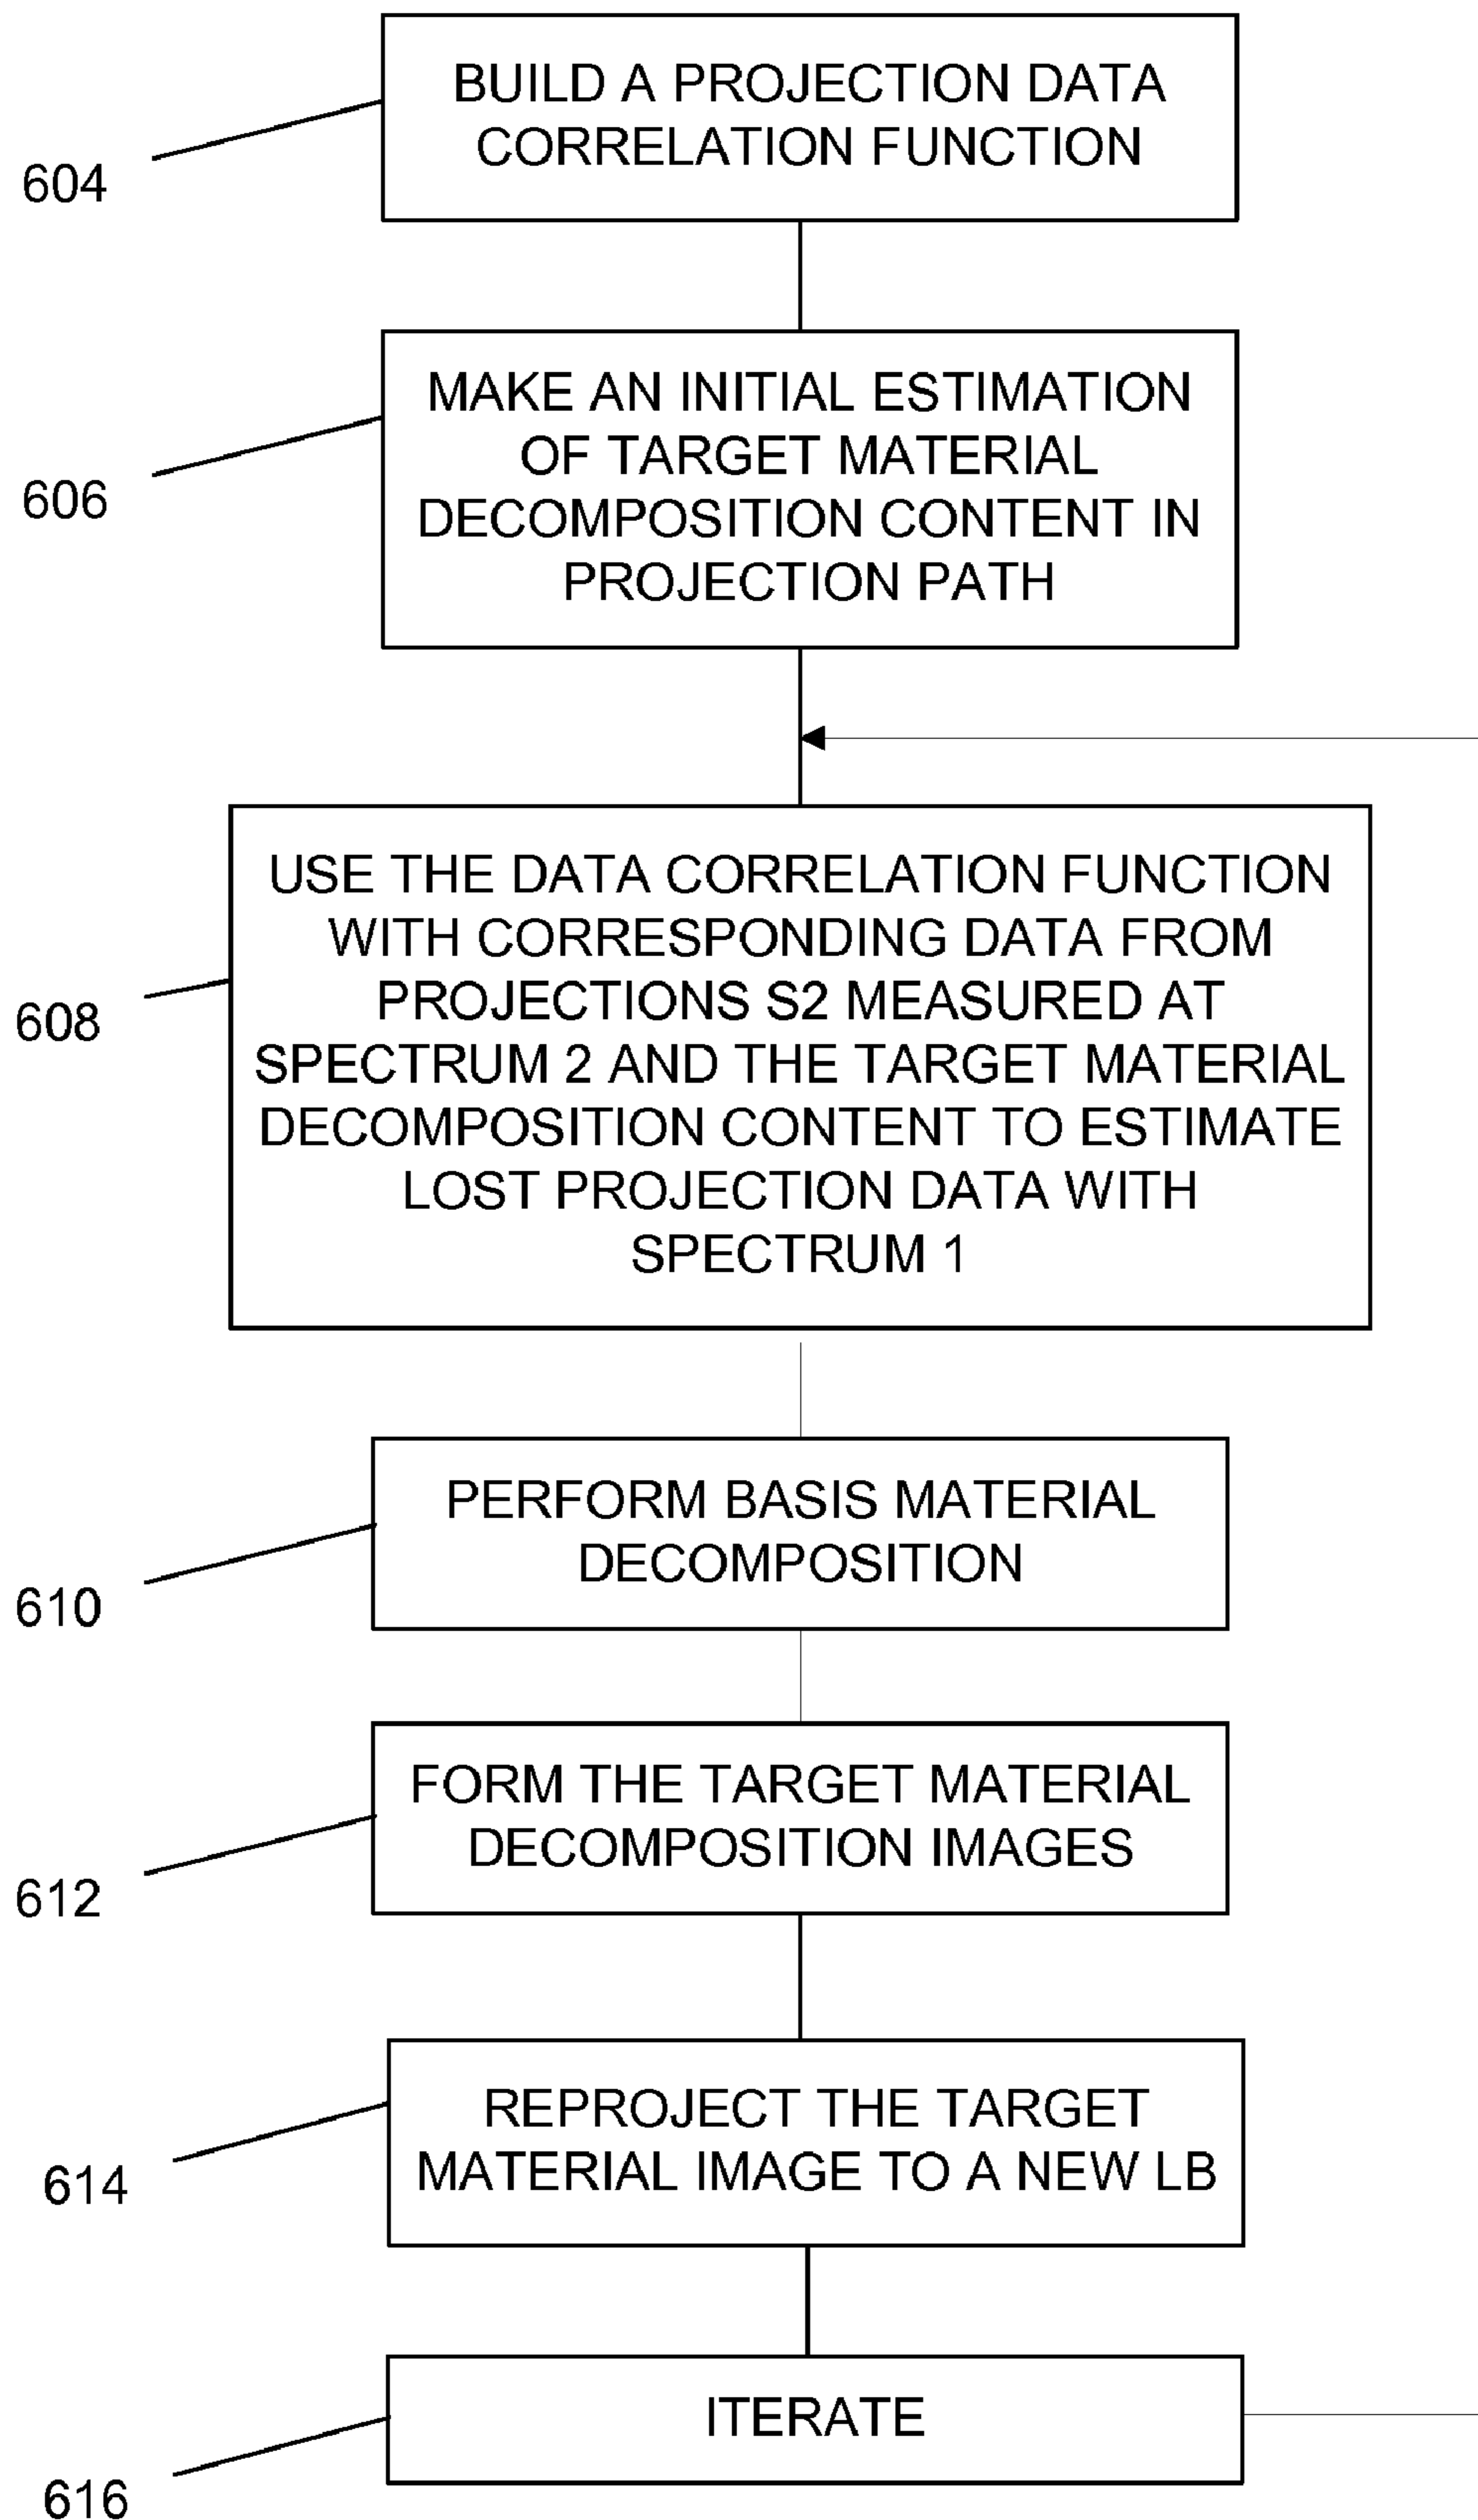 BUILD A PROJECTION DATA
CORRELATION FUNCTION
604
MAKE AN INITIAL ESTIMATION
OF TARGET MATERIAL
DECOMPOSITION CONTENT IN
PROJECTION PATH
606
USE THE DATA CORRELATION FUNCTION
WITH CORRESPONDING DATA FROM
PROJECTIONS S2 MEASURED AT
SPECTRUM 2 AND THE TARGET MATERIAL
DECOMPOSITION CONTENT TO ESTIMATE
LOST PROJECTION DATA WITH
SPECTRUM 1
608
PERFORM BASIS MATERIAL
DECOMPOSITION
610
FORM THE TARGET MATERIAL
DECOMPOSITION IMAGES
612
REPROJECT THE TARGET
MATERIAL IMAGE TO A NEW LB
614
ITERATE
616